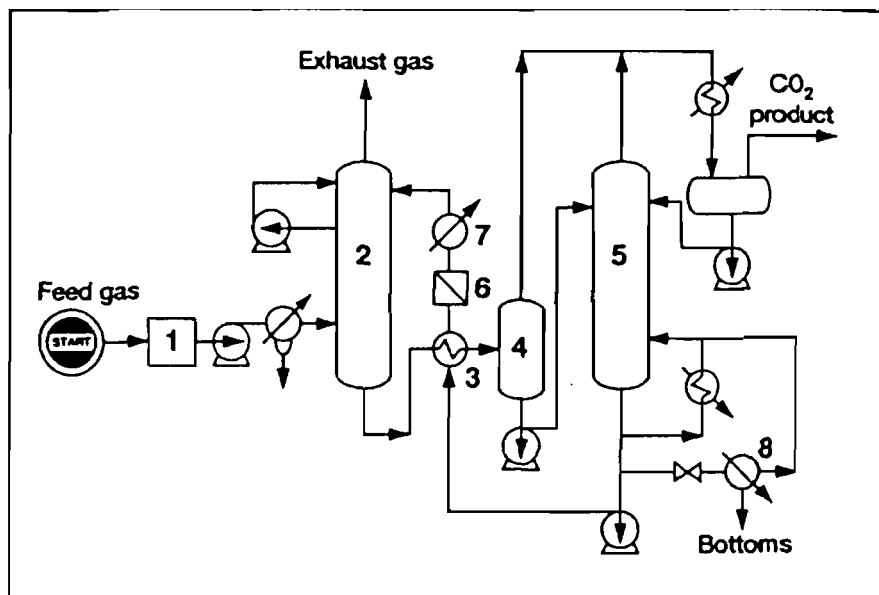 Exhaust gas
CO₂
product
2
7
5
6
Feed gas
START
1
3
4
8
Bottoms